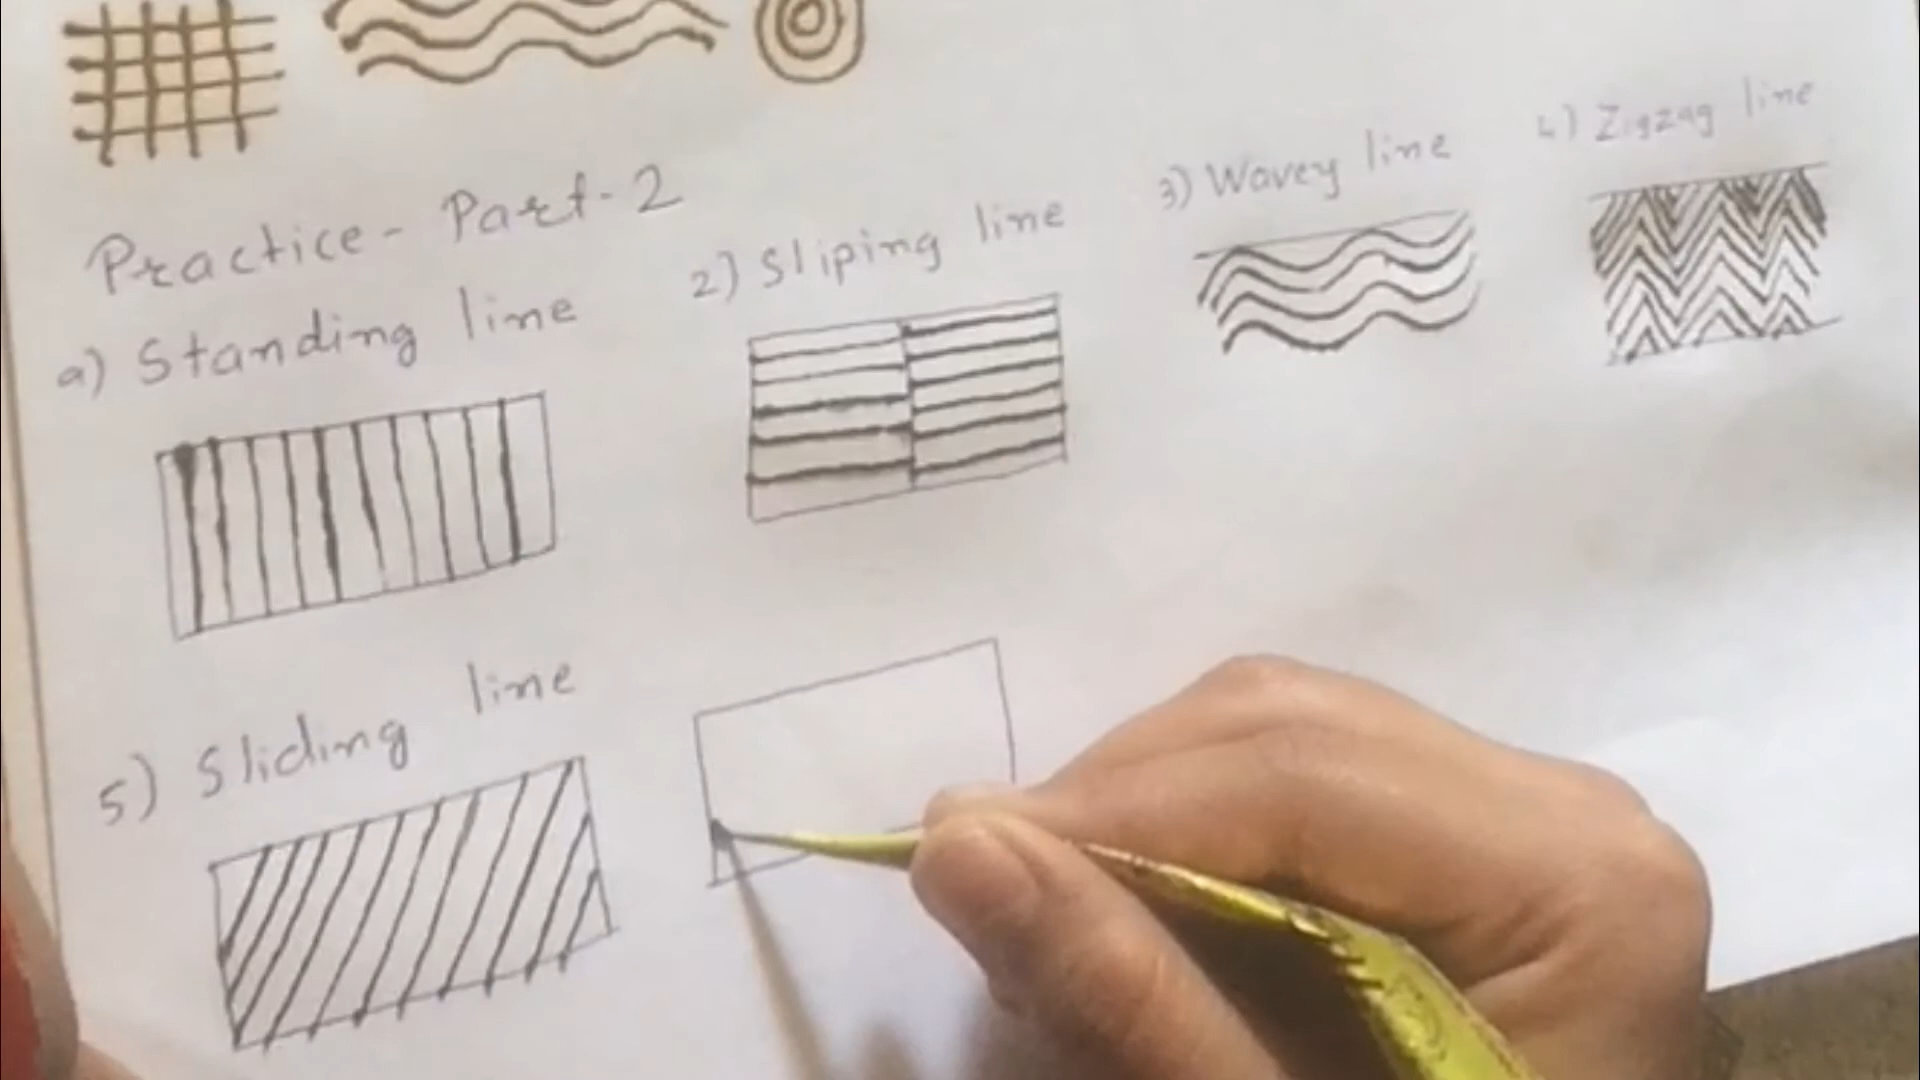 Practice - Part-2
a) Standing line
2) Sliping line
3) Wavey line
4) Zigzag line
5) Sliding line